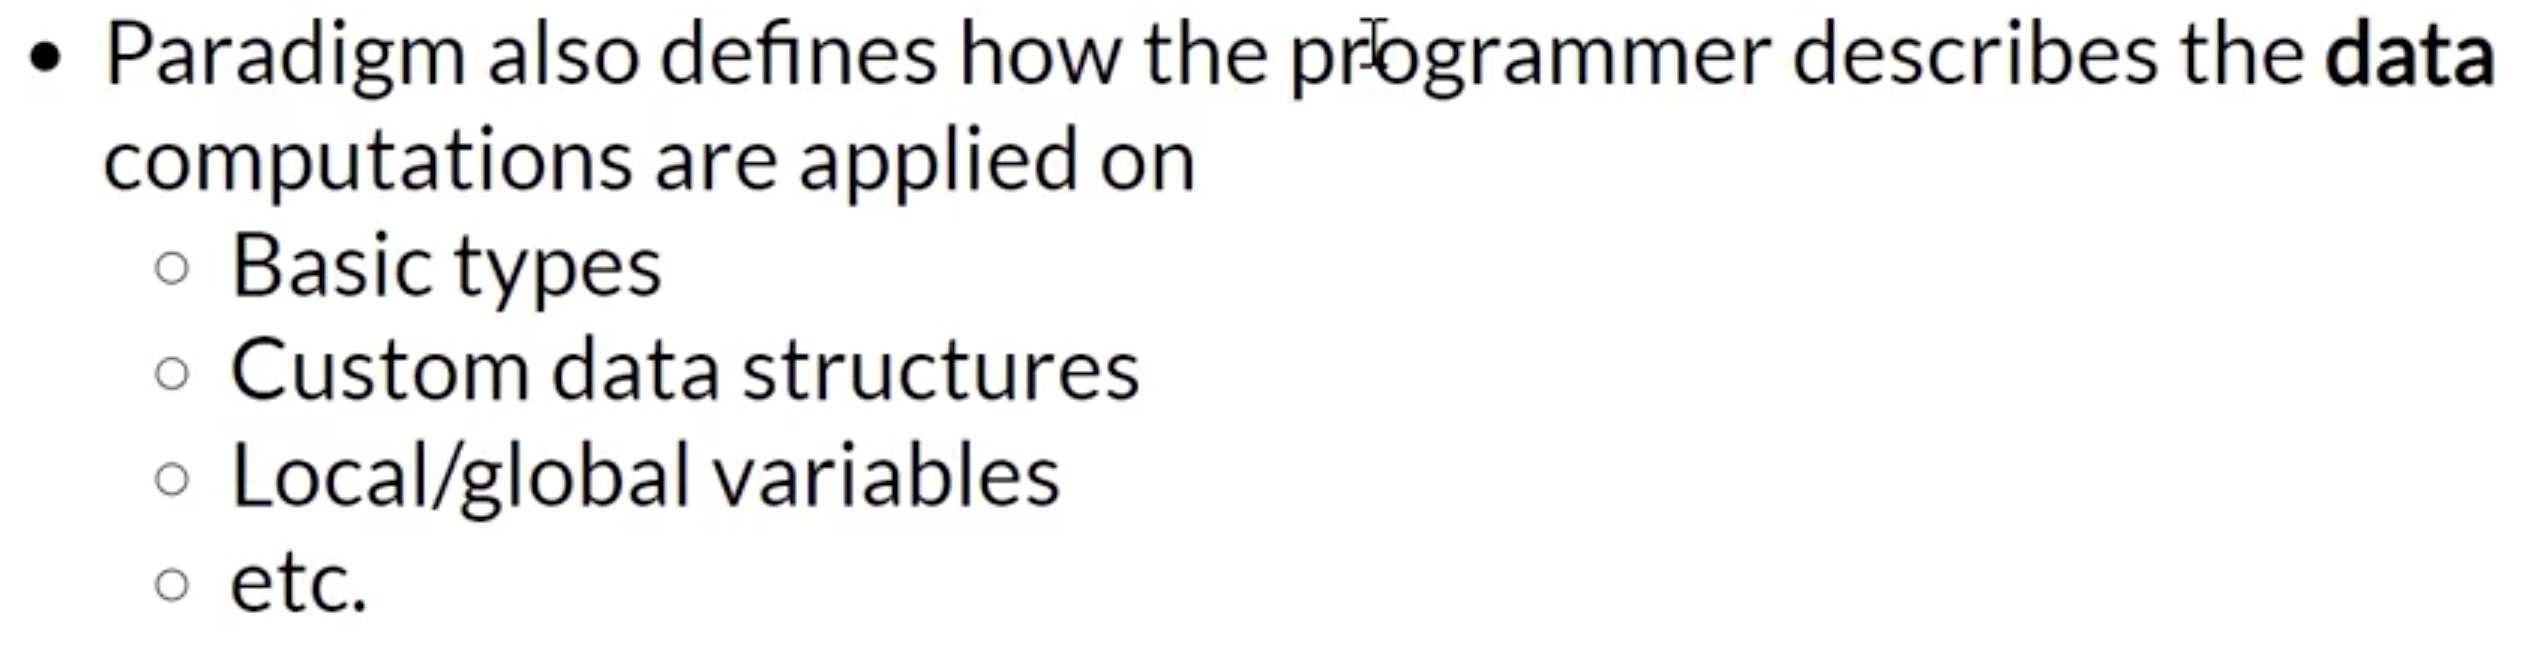 • Paradigm also defines how the programmer describes the data
computations are applied on
○ Basic types
○ Custom data structures
○ Local/global variables
○ etc.